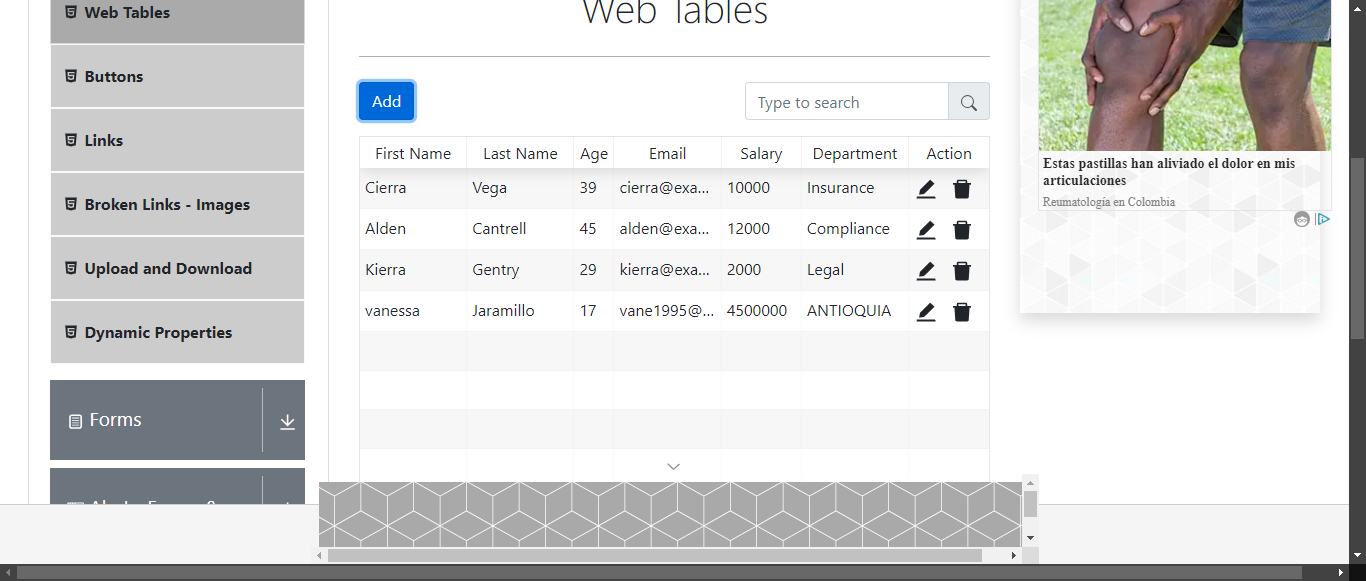 Web Tables
Buttons
Links
Broken Links - Images
Upload and Download
Dynamic Properties
Forms
Web Tables
Add
Type to search
First Name Last Name Age Email Salary Department Action
Cierra Vega 39 cierra@exa... 10000 Insurance
Alden Cantrell 45 alden@exa... 12000 Compliance
Kierra Gentry 29 kierra@exa... 2000 Legal
vanessa Jaramillo 17 vane1995@... 4500000 ANTIOQUIA
Estas pastillas han aliviado el dolor en mis
articulaciones
Reumatología en Colombia